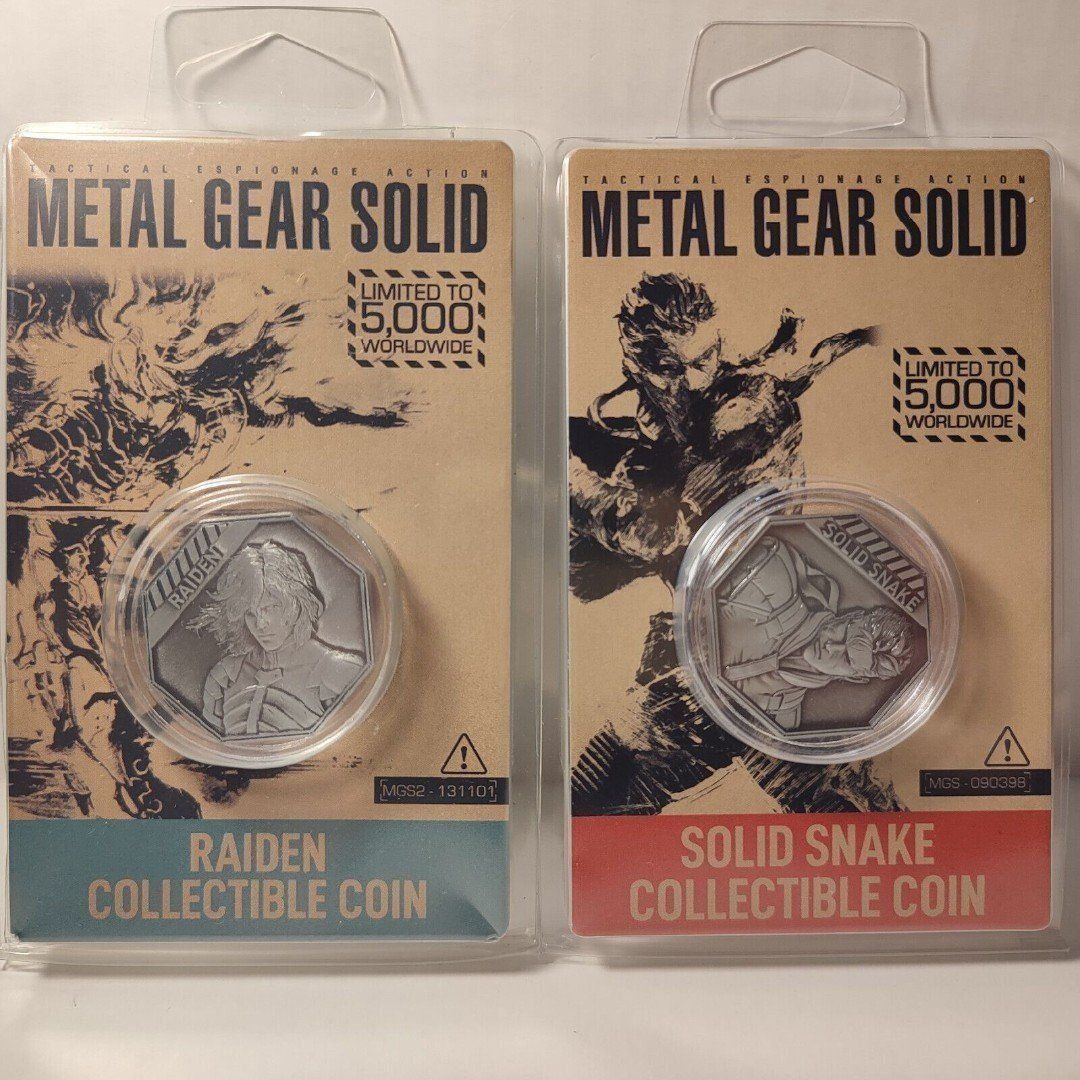 TACTICAL ESPIONAGE ACTION
METAL GEAR SOLID
LIMITED TO
5,000
WORLDWIDE
RAIDEN
MGS2 - 131101
RAIDEN
COLLECTIBLE COIN
TACTICAL ESPIONAGE ACTION
METAL GEAR SOLID
LIMITED TO
5,000
WORLDWIDE
SOLID SNAKE
MGS - 090398
SOLID SNAKE
COLLECTIBLE COIN